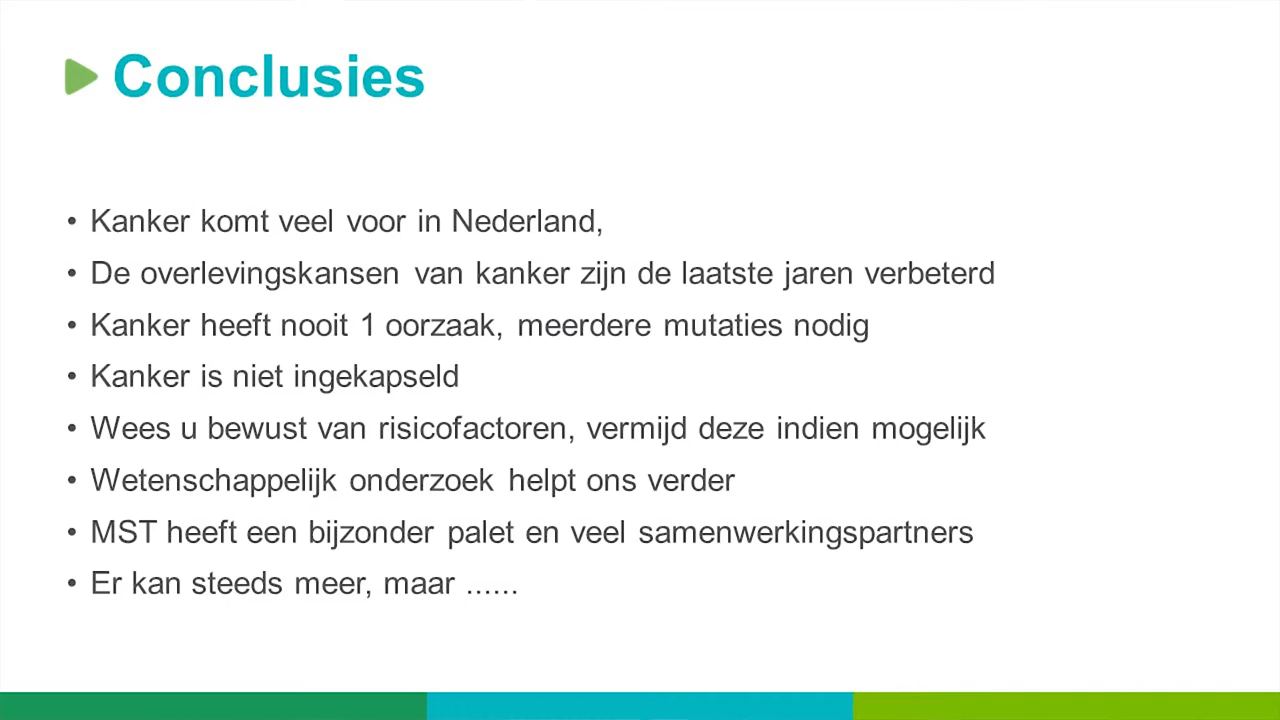 Conclusies
• Kanker komt veel voor in Nederland,
• De overlevingskansen van kanker zijn de laatste jaren verbeterd
• Kanker heeft nooit 1 oorzaak, meerdere mutaties nodig
• Kanker is niet ingekapseld
• Wees u bewust van risicofactoren, vermijd deze indien mogelijk
• Wetenschappelijk onderzoek helpt ons verder
• MST heeft een bijzonder palet en veel samenwerkingspartners
• Er kan steeds meer, maar ......